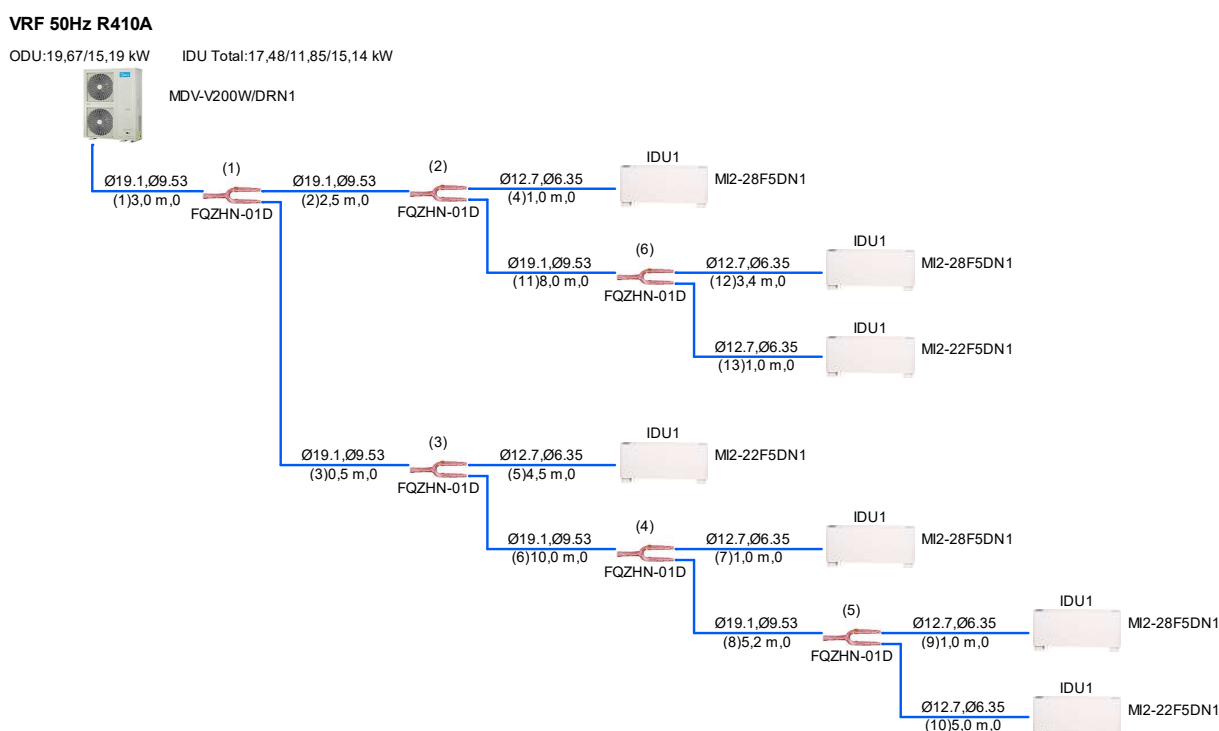 VRF 50Hz R410A
ODU:19,67/15,19 kW IDU Total:17,48/11,85/15,14 kW
MDV-V200W/DRN1
(1)
Ø19.1,Ø9.53
(1)3,0 m,0
FQZHN-01D
Ø19.1,Ø9.53
(2)2,5 m,0
(2)
FQZHN-01D
Ø12.7,Ø6.35
(4)1,0 m,0
IDU1
MI2-28F5DN1
Ø19.1,Ø9.53
(11)8,0 m,0
(6)
FQZHN-01D
Ø12.7,Ø6.35
(12)3,4 m,0
IDU1
MI2-28F5DN1
Ø12.7,Ø6.35
(13)1,0 m,0
IDU1
MI2-22F5DN1
Ø19.1,Ø9.53
(3)0,5 m,0
(3)
FQZHN-01D
Ø12.7,Ø6.35
(5)4,5 m,0
IDU1
MI2-22F5DN1
Ø19.1,Ø9.53
(6)10,0 m,0
(4)
FQZHN-01D
Ø12.7,Ø6.35
(7)1,0 m,0
IDU1
MI2-28F5DN1
Ø19.1,Ø9.53
(8)5,2 m,0
(5)
FQZHN-01D
Ø12.7,Ø6.35
(9)1,0 m,0
IDU1
MI2-28F5DN1
Ø12.7,Ø6.35
(10)5,0 m,0
IDU1
MI2-22F5DN1